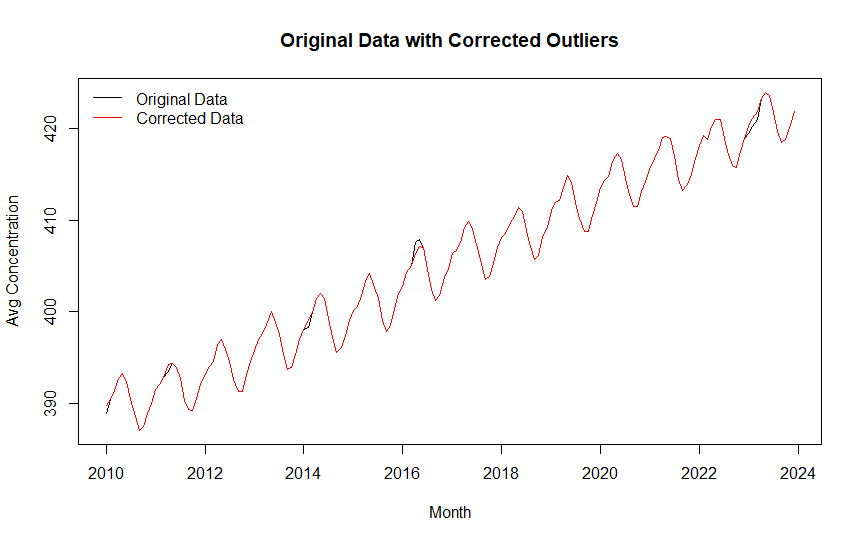 Original Data with Corrected Outliers
Original Data
Corrected Data
420
410
400
390
Avg Concentration
2010 2012 2014 2016 2018 2020 2022 2024
Month